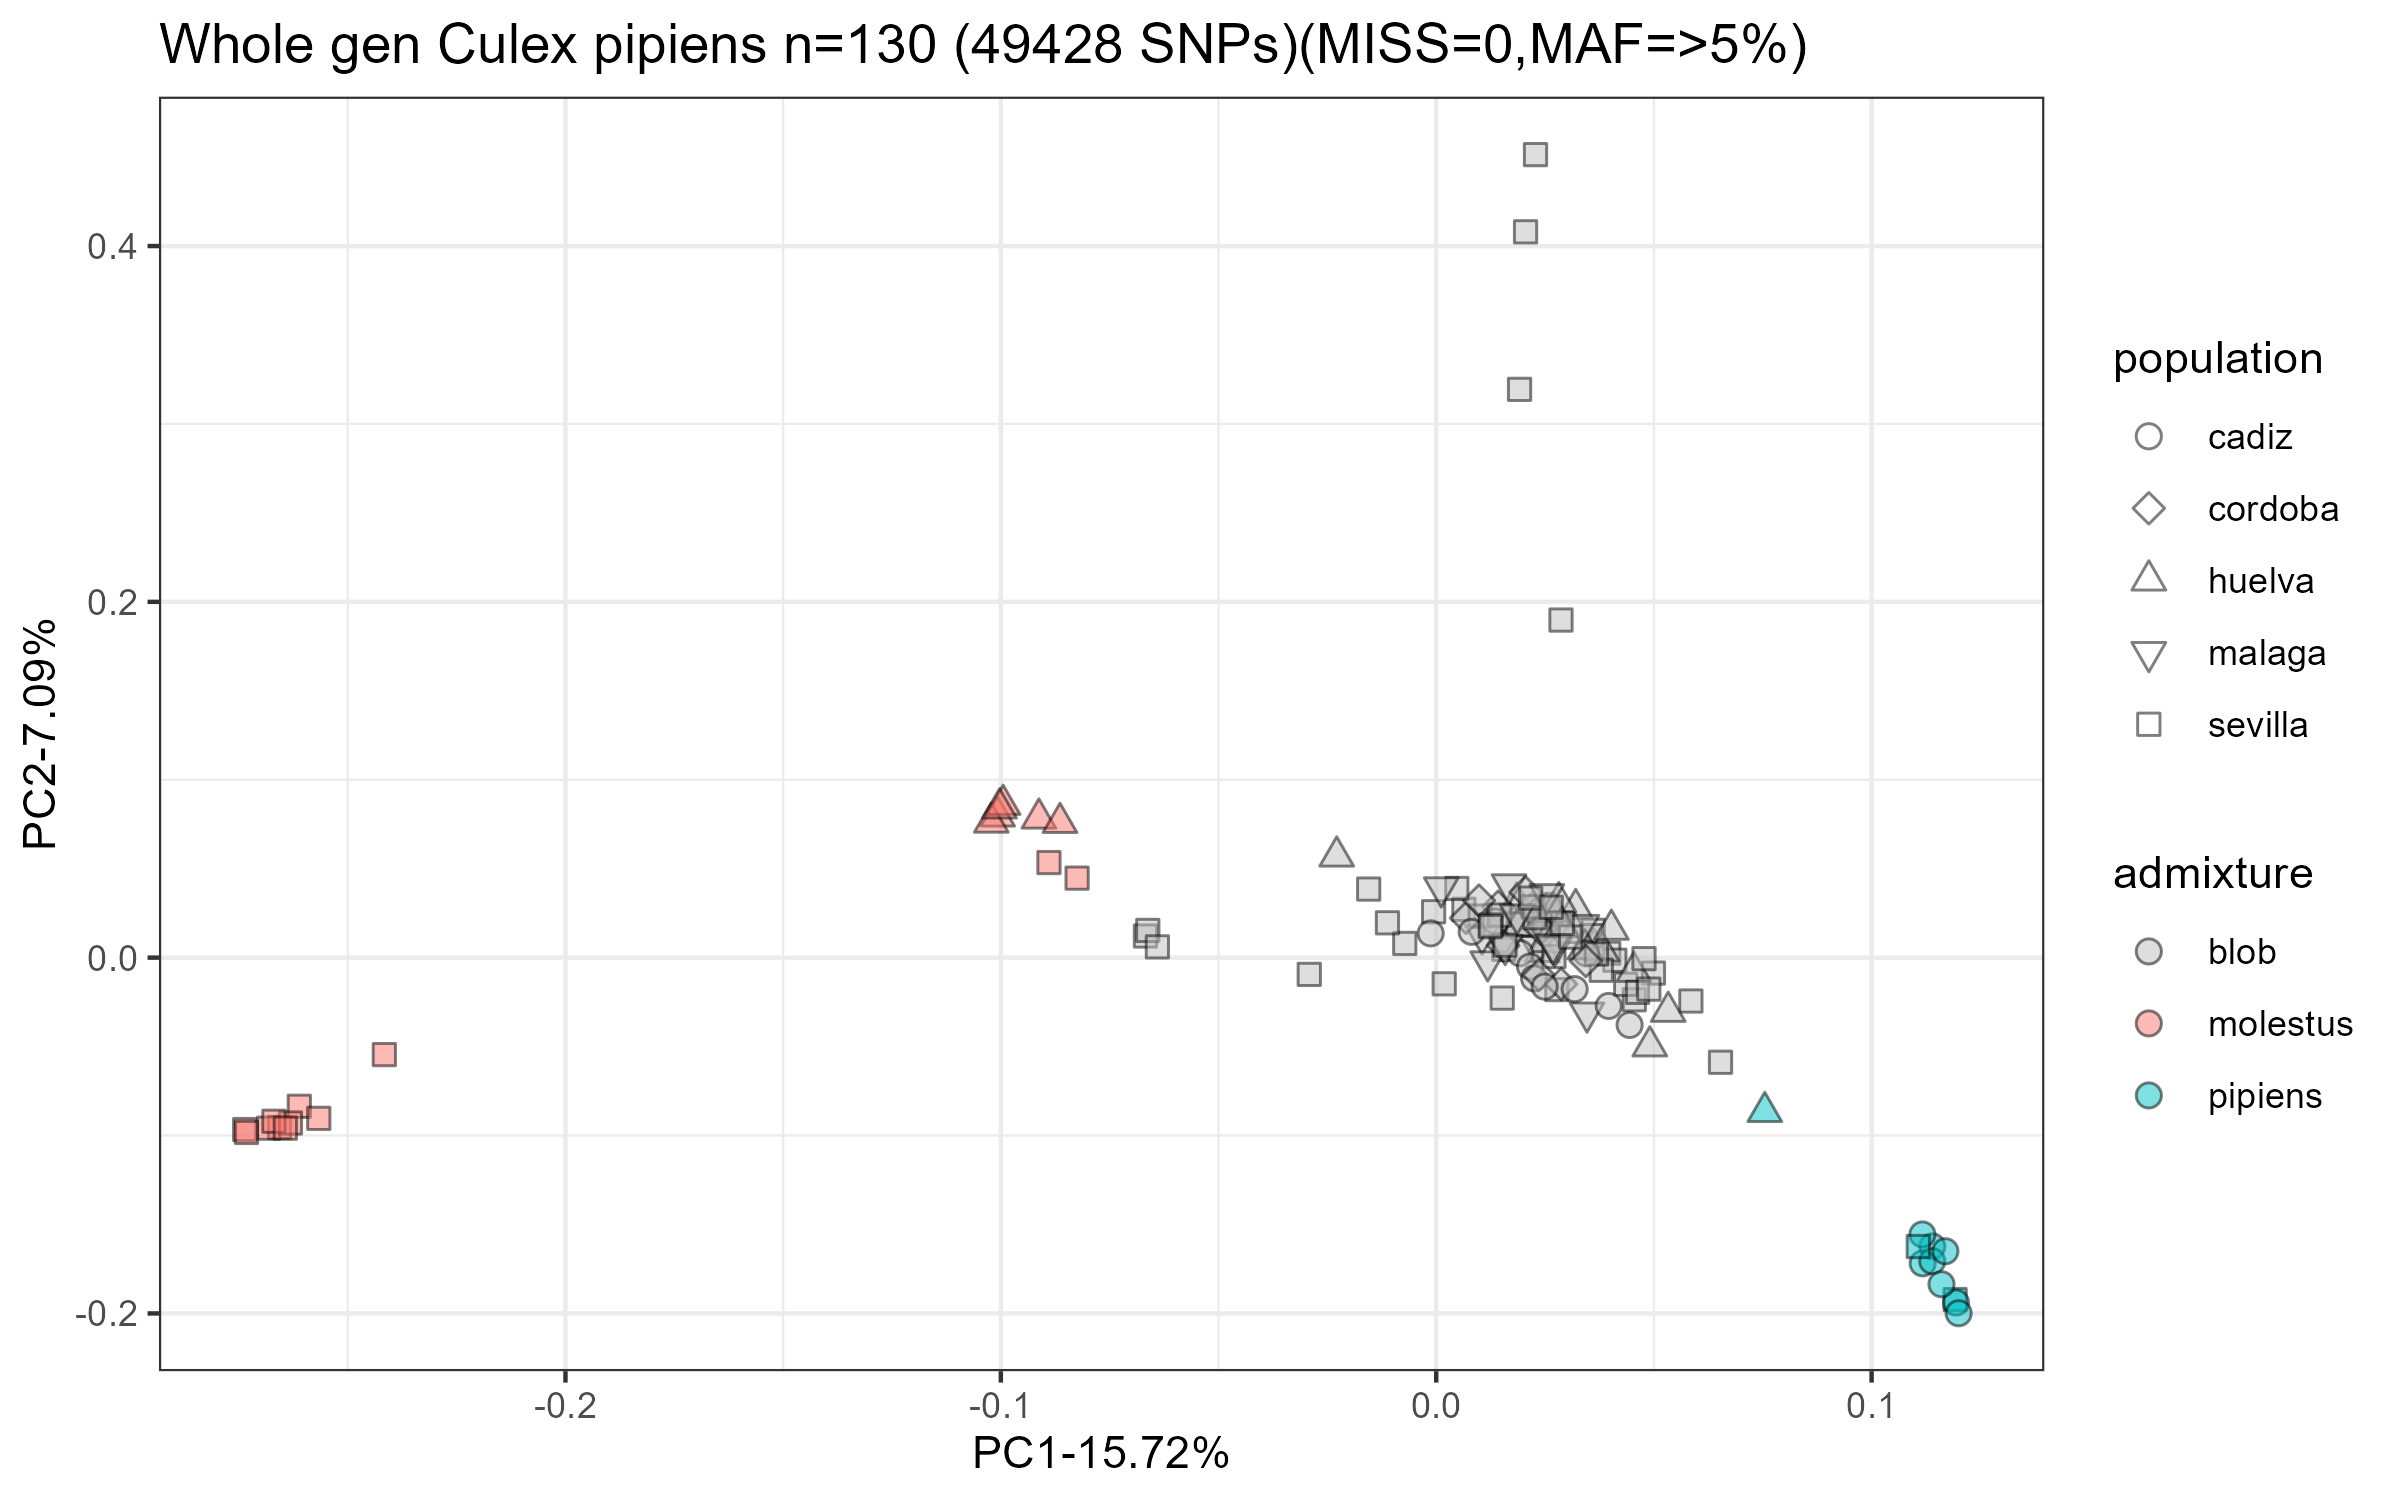 Whole gen Culex pipiens n=130 (49428 SNPs)(MISS=0,MAF=>5%)
PC2-7.09%
0.4
0.2
0.0
-0.2
-0.2
-0.1
0.0
0.1
PC1-15.72%
population
cadiz
cordoba
huelva
malaga
sevilla
admixture
blob
molestus
pipiens